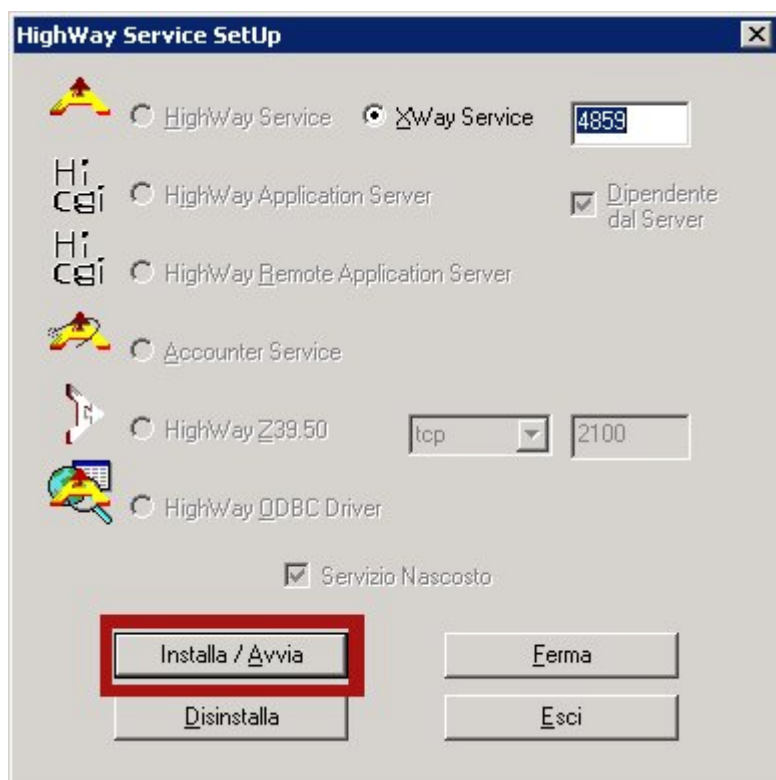 HighWay Service SetUp
HighWay Service XWay Service 4859
Hi
cgi HighWay Application Server Dipendente
dal Server
Hi
cgi HighWay Remote Application Server
Accounter Service
HighWay Z39.50 tcp 2100
HighWay ODBC Driver
Servizio Nascosto
Installa / Avvia Ferma
Disinstalla Esci